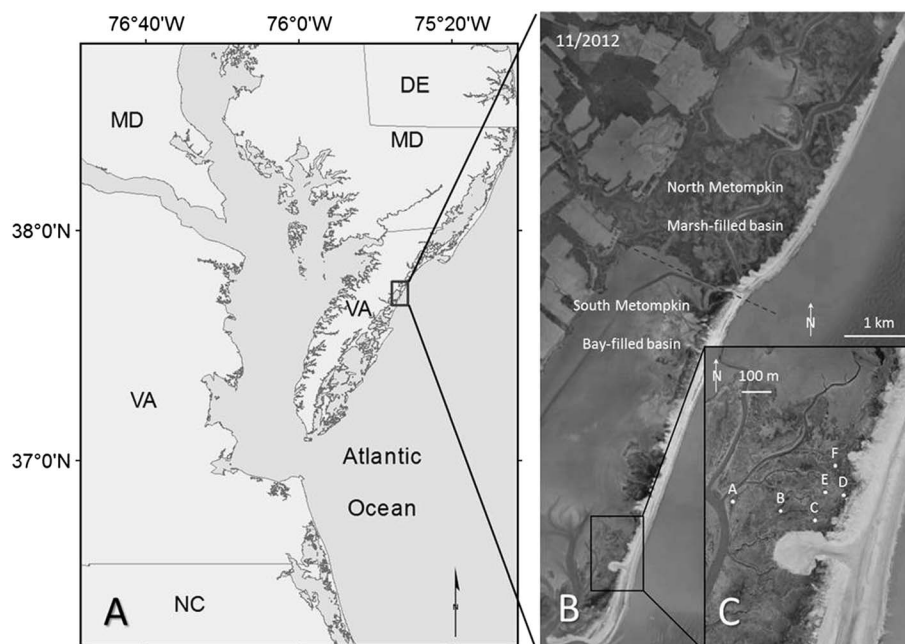 76°40'W
76°0'W
75°20'W
38°0'N
37°0'N
DE
MD
MD
VA
VA
Atlantic
Ocean
NC
N
A
11/2012
North Metompkin
Marsh-filled basin
South Metompkin
Bay-filled basin
N
1 km
B
N
100 m
F
A
E
D
B
C
C